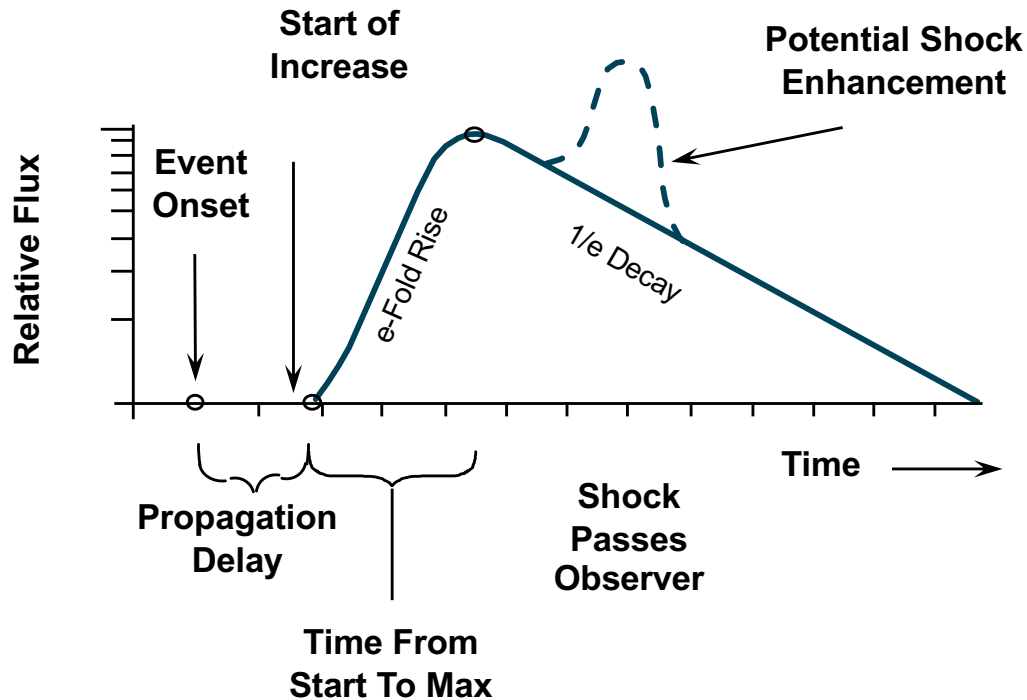 Start of
Increase
Potential Shock
Enhancement
Event
Onset
Relative Flux
e-Fold Rise
1/e Decay
Time
Propagation
Delay
Shock
Passes
Observer
Time From
Start To Max